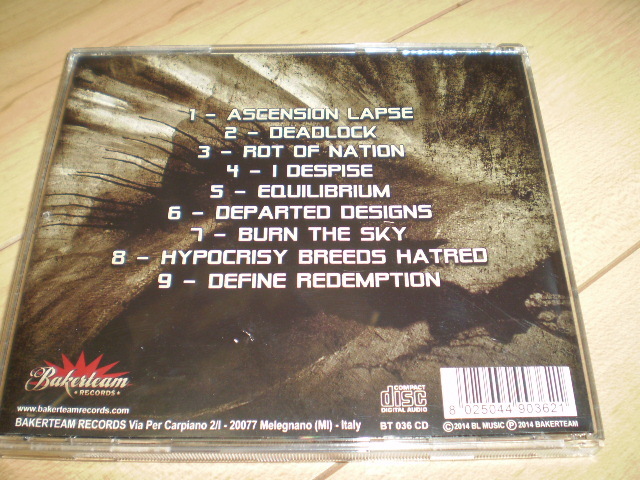 1 - ASCENSION LAPSE
2 - DEADLOCK
3 - ROT OF NATION
4 - I DESPISE
5 - EQUILIBRIUM
6 - DEPARTED DESIGNS
7 - BURN THE SKY
8 - HYPOCRISY BREEDS HATRED
9 - DEFINE REDEMPTION
Bakerteam
RECORDS
www.bakerteamrecords.com
BAKERTEAM RECORDS Via Per Carpiano 2/I - 20077 Melegnano (MI) - Italy
COMPACT
disc
DIGITAL AUDIO
BT 036 CD
8 025044 903621
©2014 BL MUSIC ℗ 2014 BAKERTEAM